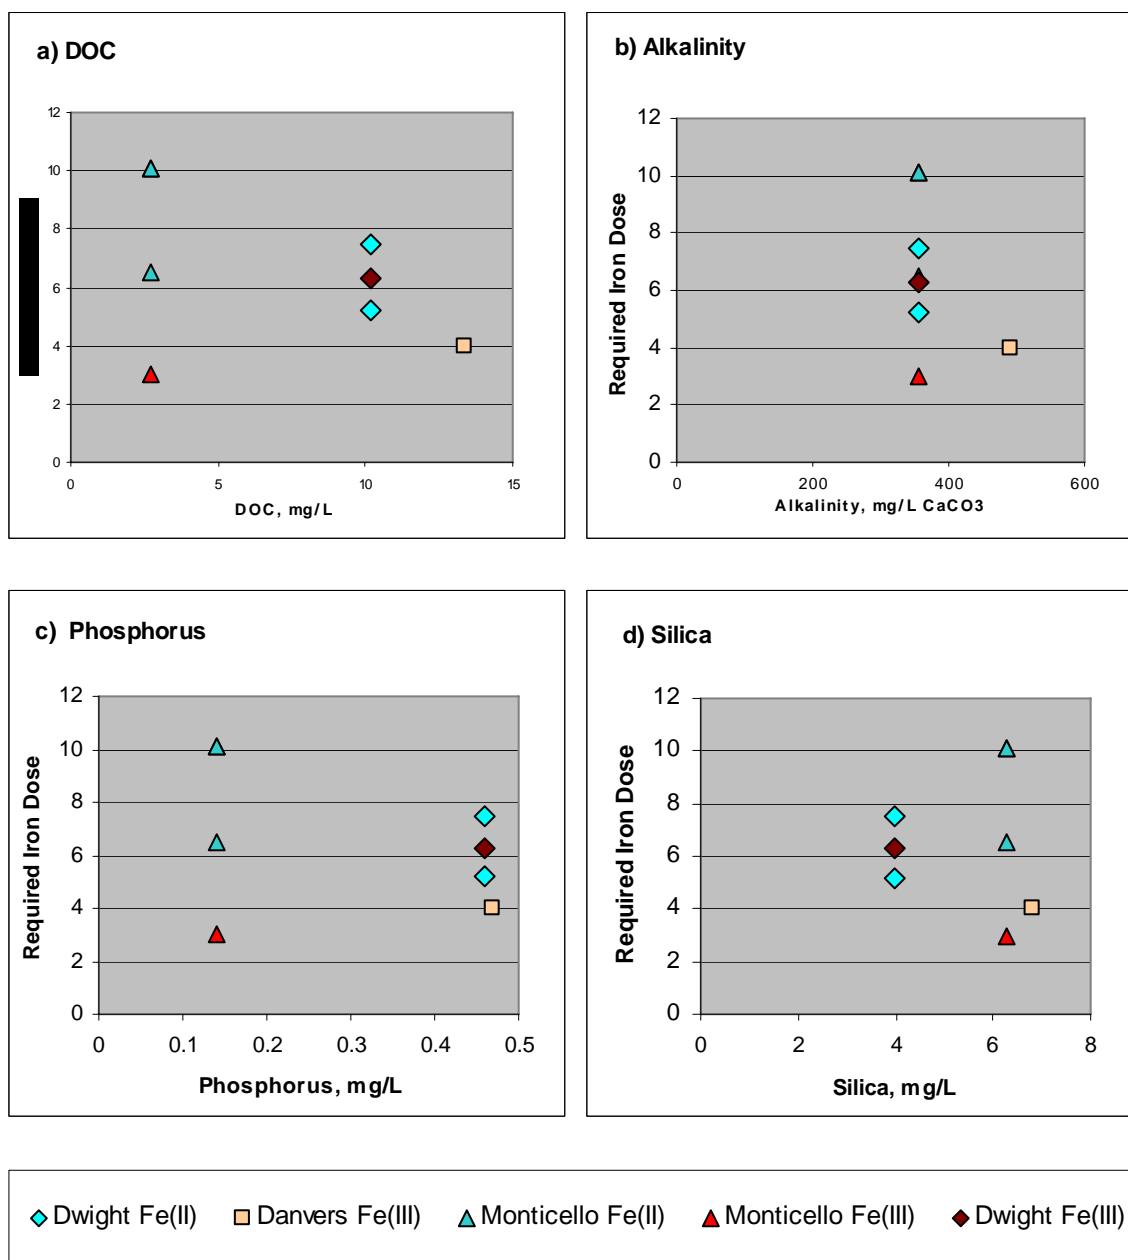 a) DOC
12
10
8
6
4
2
0
0 5 10 15
DOC, mg/L
b) Alkalinity
Required Iron Dose
12
10
8
6
4
2
0
0 200 400 600
Alkalinity, mg/L CaCO3
c) Phosphorus
Required Iron Dose
12
10
8
6
4
2
0
0 0.1 0.2 0.3 0.4 0.5
Phosphorus, mg/L
d) Silica
Required Iron Dose
12
10
8
6
4
2
0
0 2 4 6 8
Silica, mg/L
Dwight Fe(II) Danvers Fe(III) Monticello Fe(II) Monticello Fe(III) Dwight Fe(III)